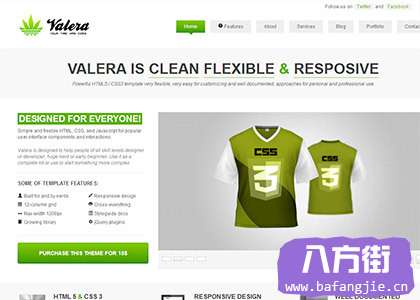 Follow us on Twitter and Facebook
Valera
YOUR TAG LINE HERE
Home Features About Services Blog Portfolio Contact
VALERA IS CLEAN FLEXIBLE & RESPOSIVE
Powerful HTML5 / CSS3 template very flexible, very easy for customizing and well documented, approaches for personal and professional use.
DESIGNED FOR EVERYONE!
Simple and flexible HTML, CSS, and Javascript for popular user interface components and interactions.
Valera is designed to help people of all skill levels designer or developer, huge nerd or early beginner. Use it as a complete kit or use to start something more complex.
SOME OF TEMPLATE FEATURES:
Built for and by nerds Responsive design
12-column grid Cross-everything
Max-width 1200px Styleguide docs
Growing library jQuery plugins
PURCHASE THIS THEME FOR 15$
CSS
3
CSS
3
HTML 5 & CSS 3
RESPONSIVE DESIGN
八方街
www.bafangjie.cn